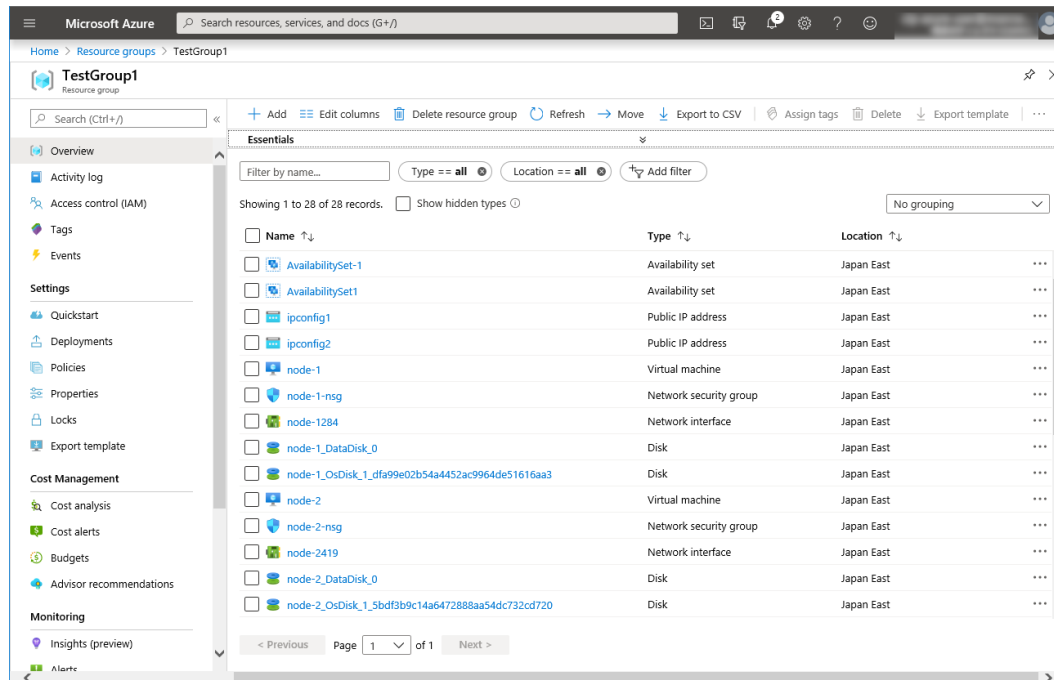 Microsoft Azure
Search resources, services, and docs (G+/)
2
Home > Resource groups > TestGroup1
TestGroup1
Resource group
Search (Ctrl+/)
«
Overview
Activity log
Access control (IAM)
Tags
Events
Settings
Quickstart
Deployments
Policies
Properties
Locks
Export template
Cost Management
Cost analysis
Cost alerts
Budgets
Advisor recommendations
Monitoring
Insights (preview)
Alerts
Add Edit columns Delete resource group Refresh Move Export to CSV Assign tags Delete Export template ...
Essentials
Filter by name... Type == all Location == all Add filter
Showing 1 to 28 of 28 records. Show hidden types No grouping
Name ↑↓ Type ↑↓ Location ↑↓
AvailabilitySet-1 Availability set Japan East ...
AvailabilitySet1 Availability set Japan East ...
ipconfig1 Public IP address Japan East ...
ipconfig2 Public IP address Japan East ...
node-1 Virtual machine Japan East ...
node-1-nsg Network security group Japan East ...
node-1284 Network interface Japan East ...
node-1_DataDisk_0 Disk Japan East ...
node-1_OsDisk_1_dfa99e02b54a4452ac9964de51616aa3 Disk Japan East ...
node-2 Virtual machine Japan East ...
node-2-nsg Network security group Japan East ...
node-2419 Network interface Japan East ...
node-2_DataDisk_0 Disk Japan East ...
node-2_OsDisk_1_5bdf3b9c14a6472888aa54dc732cd720 Disk Japan East ...
< Previous Page 1 of 1 Next >